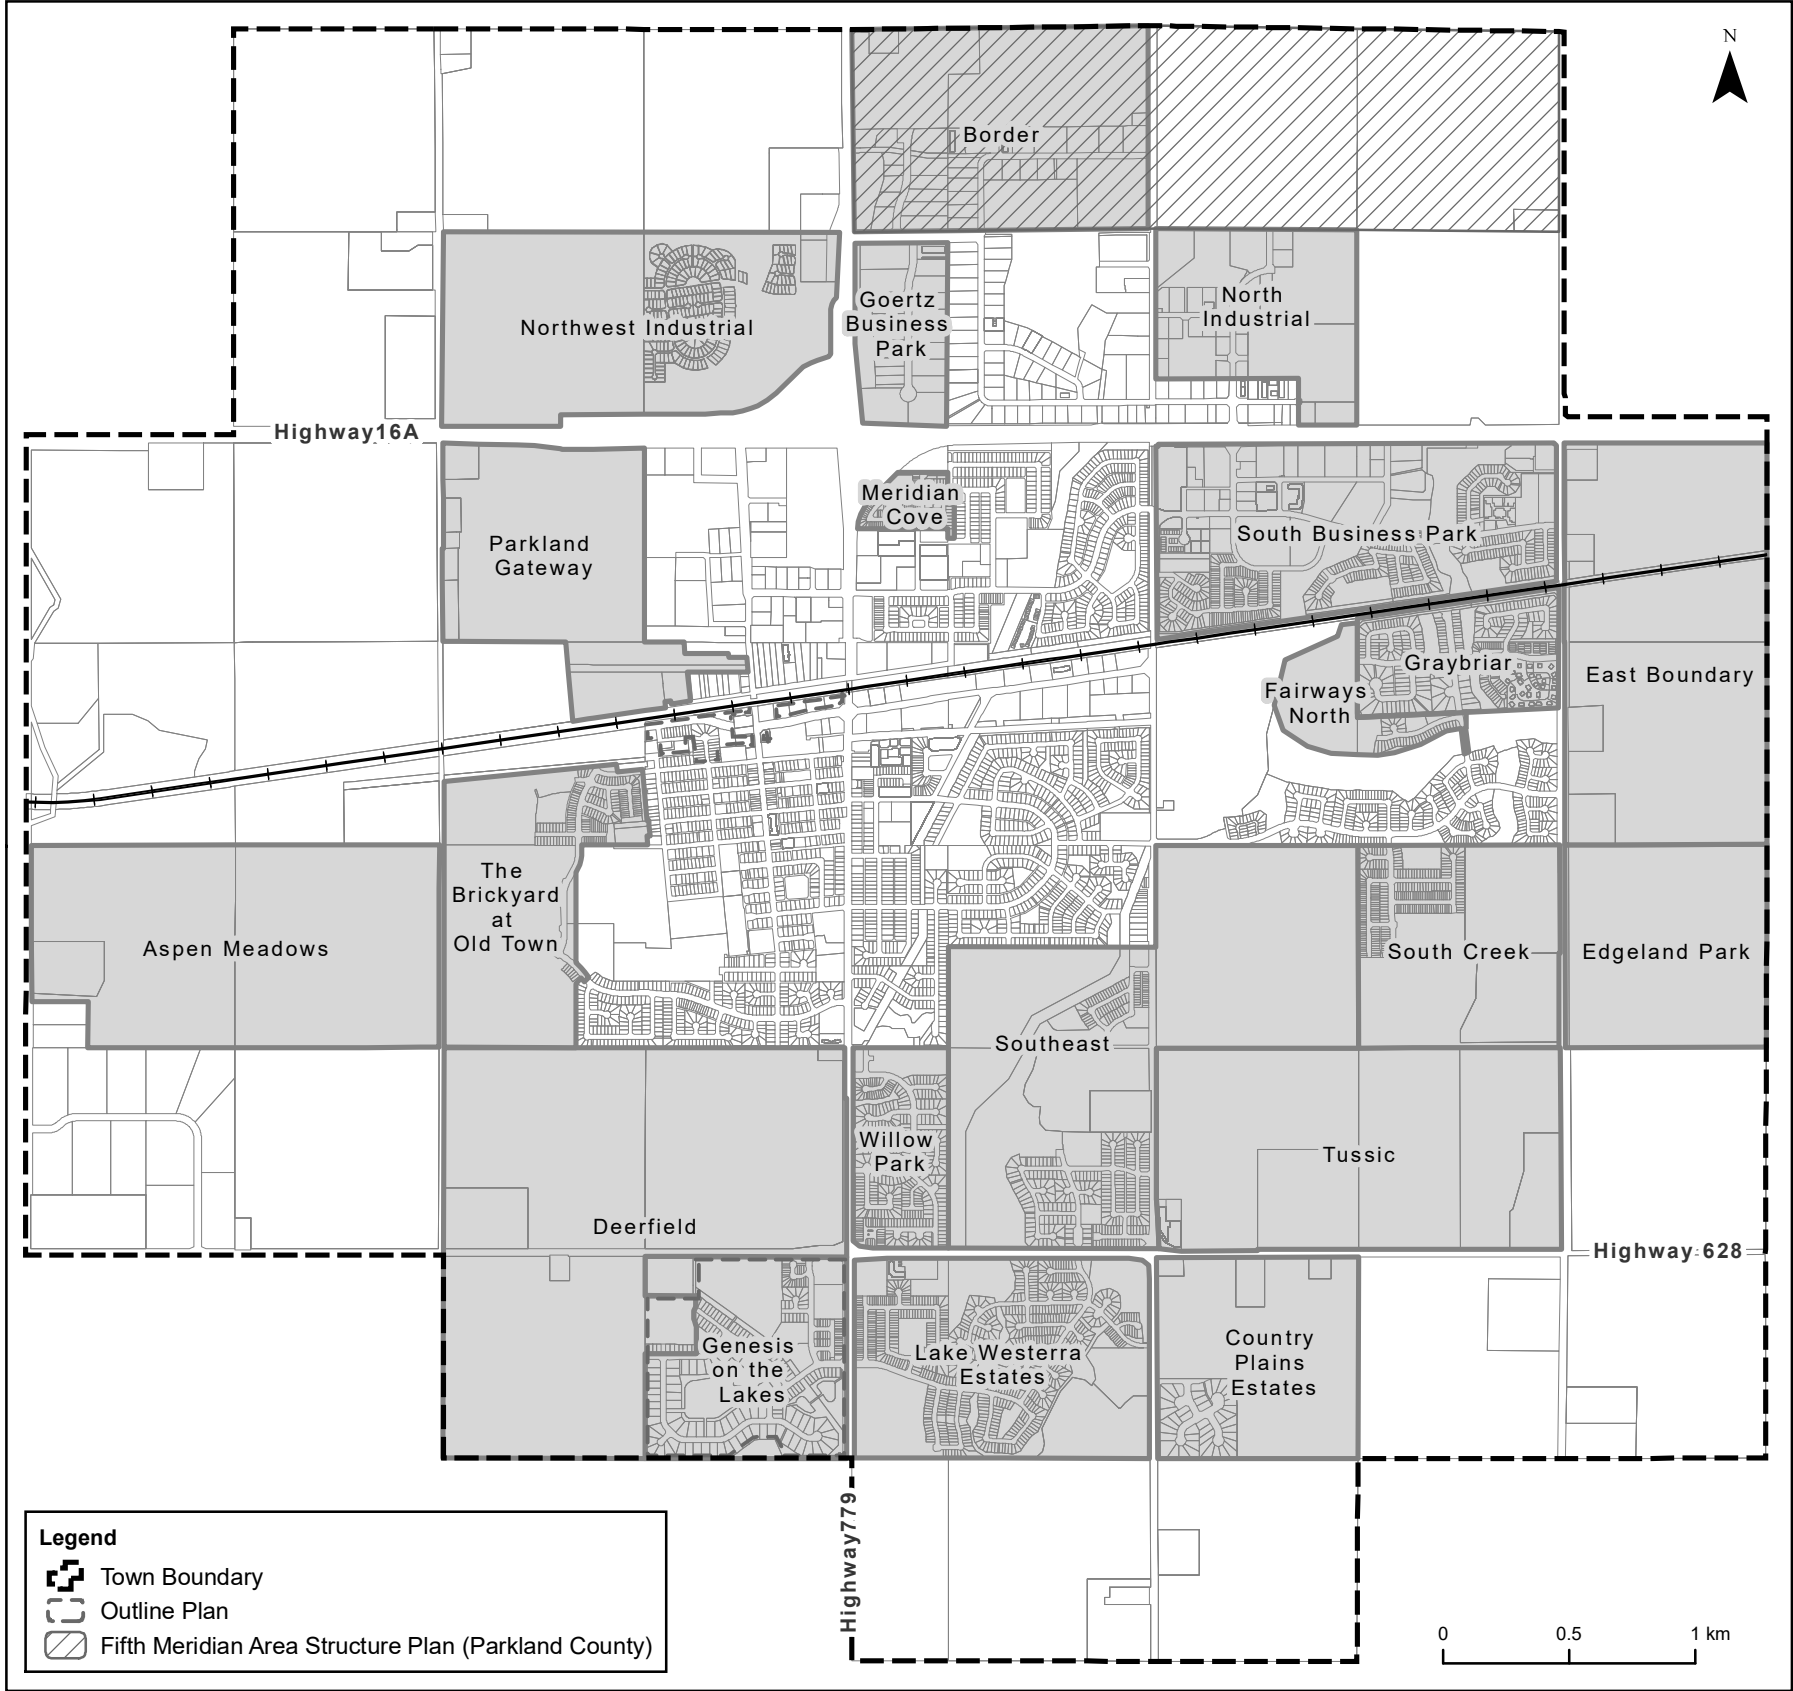 N
Border
North
Industrial
Goertz
Business
Park
Northwest Industrial
Highway16A
Meridian
Cove
South Business Park
Parkland
Gateway
Graybriar
East Boundary
Fairways
North
The
Brickyard
at
Old Town
Aspen Meadows
South Creek
Edgeland Park
Southeast
Willow
Park
Tussic
Deerfield
Highway 628
Genesis
on the
Lakes
Lake Westerra
Estates
Country
Plains
Estates
Highway779
Legend
Town Boundary
Outline Plan
Fifth Meridian Area Structure Plan (Parkland County)
0 0.5 1 km